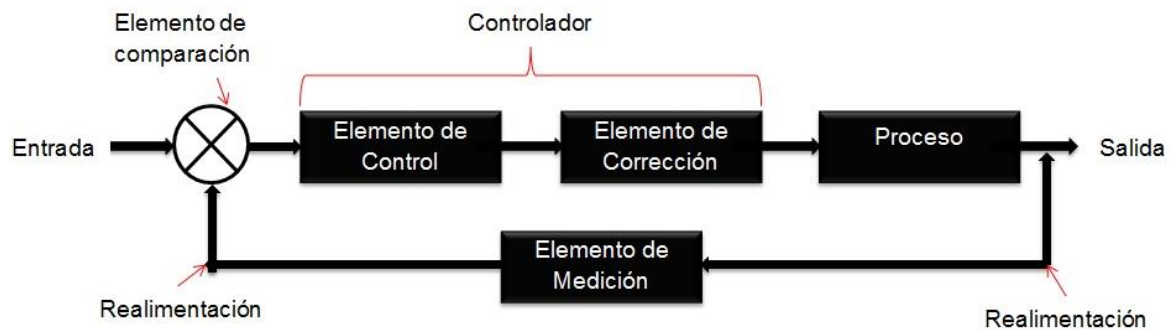 Elemento de
comparación
Controlador
Entrada
Elemento de
Control
Elemento de
Corrección
Proceso
Salida
Elemento de
Medición
Realimentación
Realimentación